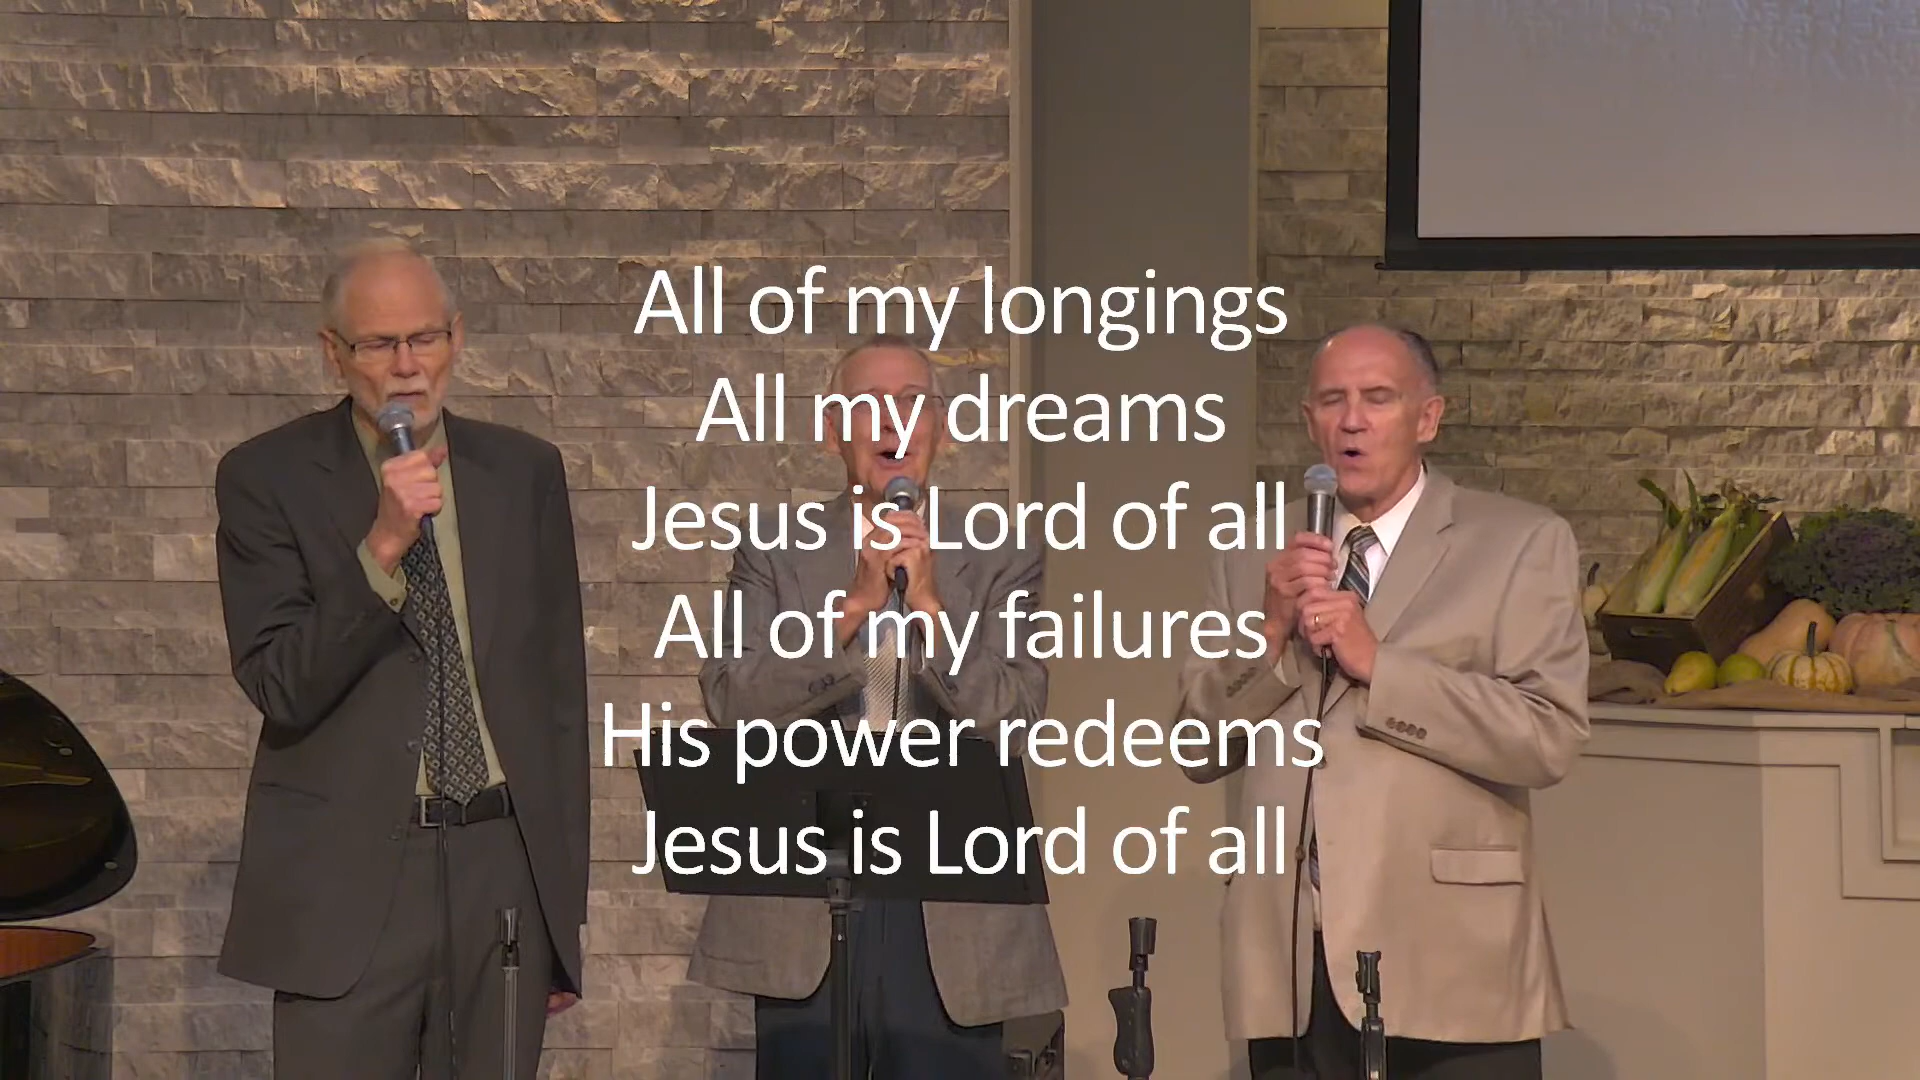 All of my longings
All my dreams
Jesus is Lord of all
All of my failures
His power redeems
Jesus is Lord of all